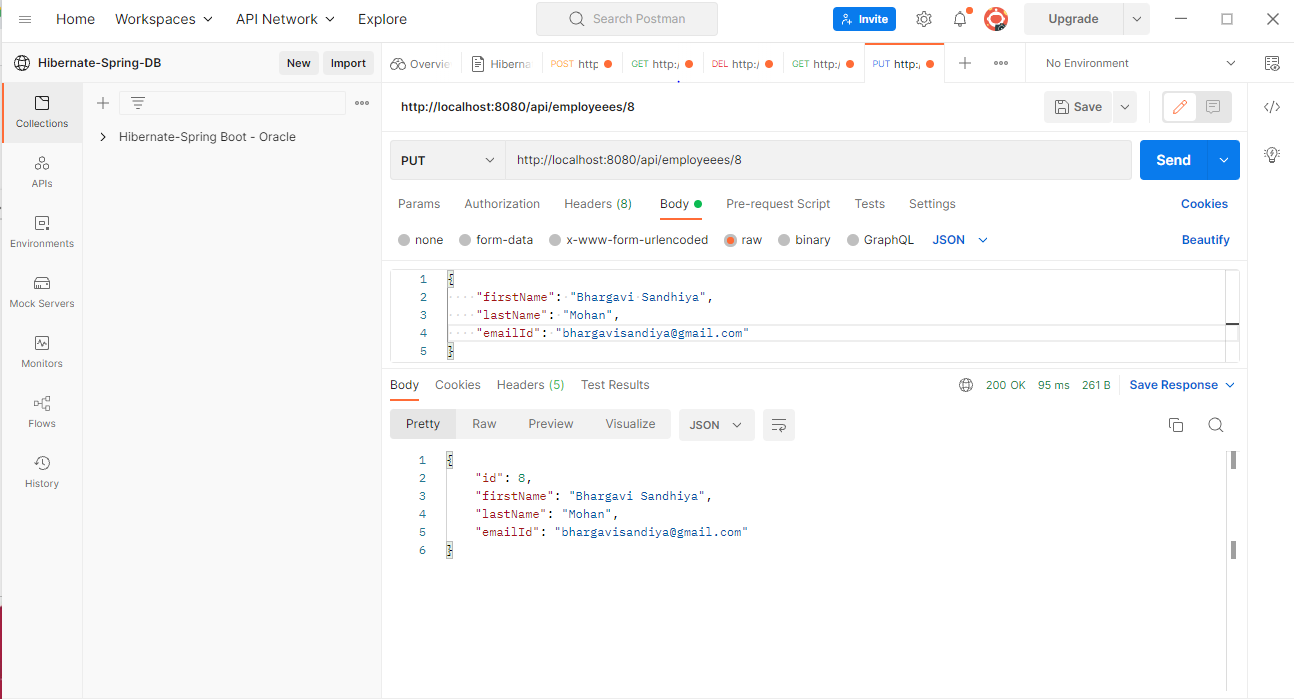 Home Workspaces API Network Explore Search Postman Invite Upgrade
Hibernate-Spring-DB New Import Overvie Hiberna POST http GET http:/ DEL http:/ GET http:/ PUT http:/ No Environment
Collections
APIs
Environments
Mock Servers
Monitors
Flows
History
Hibernate-Spring Boot - Oracle
http://localhost:8080/api/employeees/8 Save
PUT http://localhost:8080/api/employeees/8 Send
Params Authorization Headers (8) Body Pre-request Script Tests Settings Cookies
none form-data x-www-form-urlencoded raw binary GraphQL JSON Beautify
1 {
2 "firstName": "Bhargavi Sandhiya",
3 "lastName": "Mohan",
4 "emailId": "bhargavisandiya@gmail.com"
5 }
Body Cookies Headers (5) Test Results 200 OK 95 ms 261 B Save Response
Pretty Raw Preview Visualize JSON
1 {
2 "id": 8,
3 "firstName": "Bhargavi Sandhiya",
4 "lastName": "Mohan",
5 "emailId": "bhargavisandiya@gmail.com"
6 }